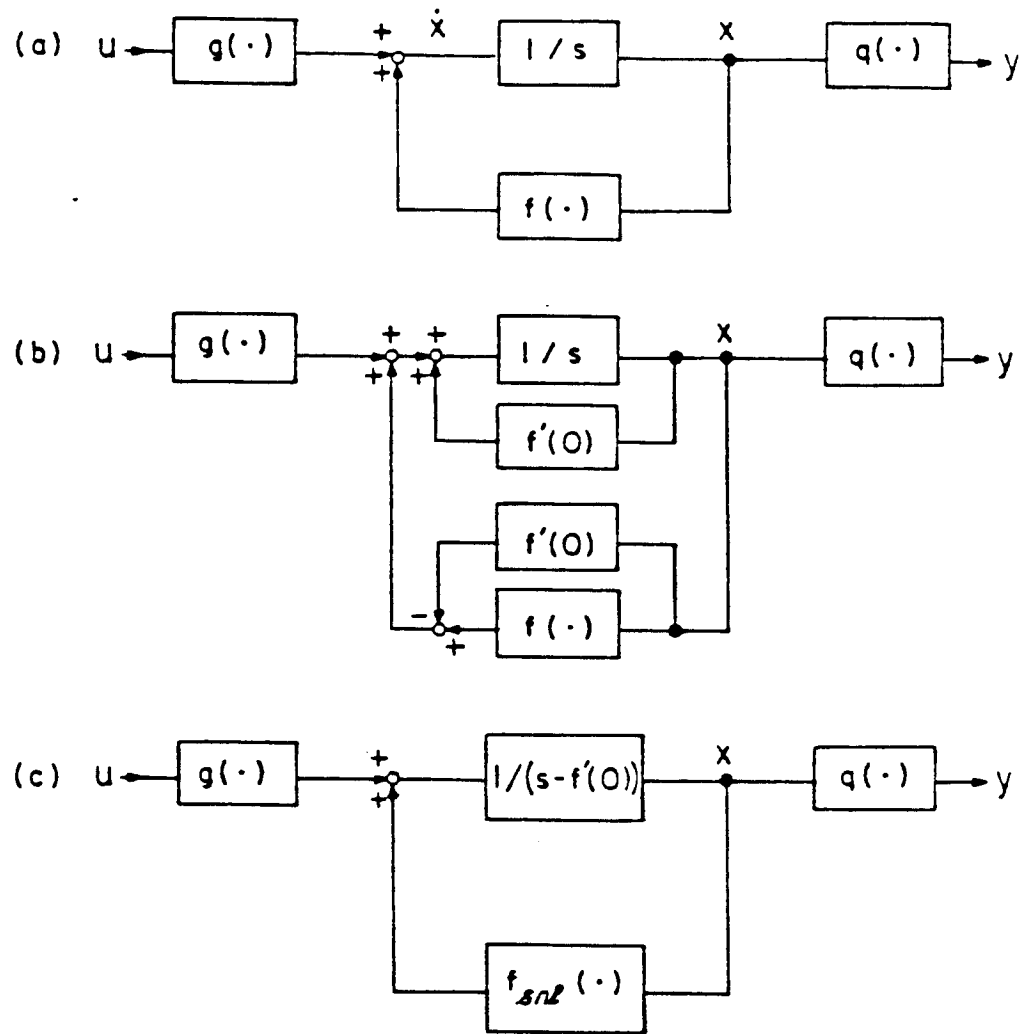 (a) u g(·) + + ẋ 1/s x q(·) y
f(·)
(b) u g(·) + + + + 1/s x q(·) y
f'(0)
f'(0)
- + f(·)
(c) u g(·) + + 1/(s-f'(0)) x q(·) y
f_snl(·)